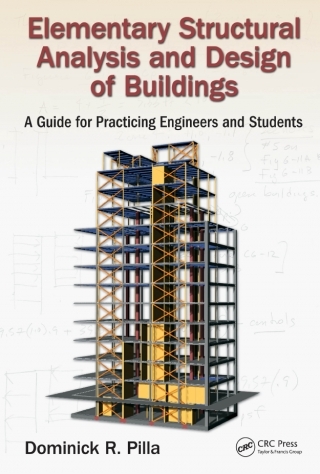 Elementary Structural
Analysis and Design
of Buildings
A Guide for Practicing Engineers and Students
Dominick R. Pilla
CRC
CRC Press
Taylor & Francis Group